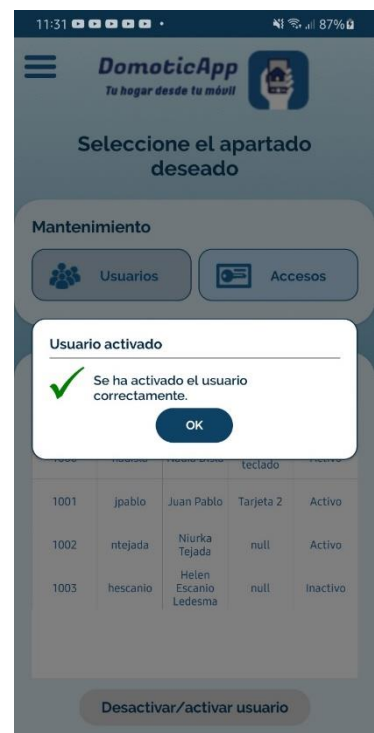 11:31
87%
DomoticApp
Tu hogar desde tu móvil
Seleccione el apartado
deseado
Mantenimiento
Usuarios
Accesos
Usuario activado
Se ha activado el usuario
correctamente.
OK
teclado
1001 jpablo Juan Pablo Tarjeta 2 Activo
1002 ntejada Niurka
Tejada null Activo
1003 hescanio Helen
Escanio
Ledesma null Inactivo
Desactivar/activar usuario